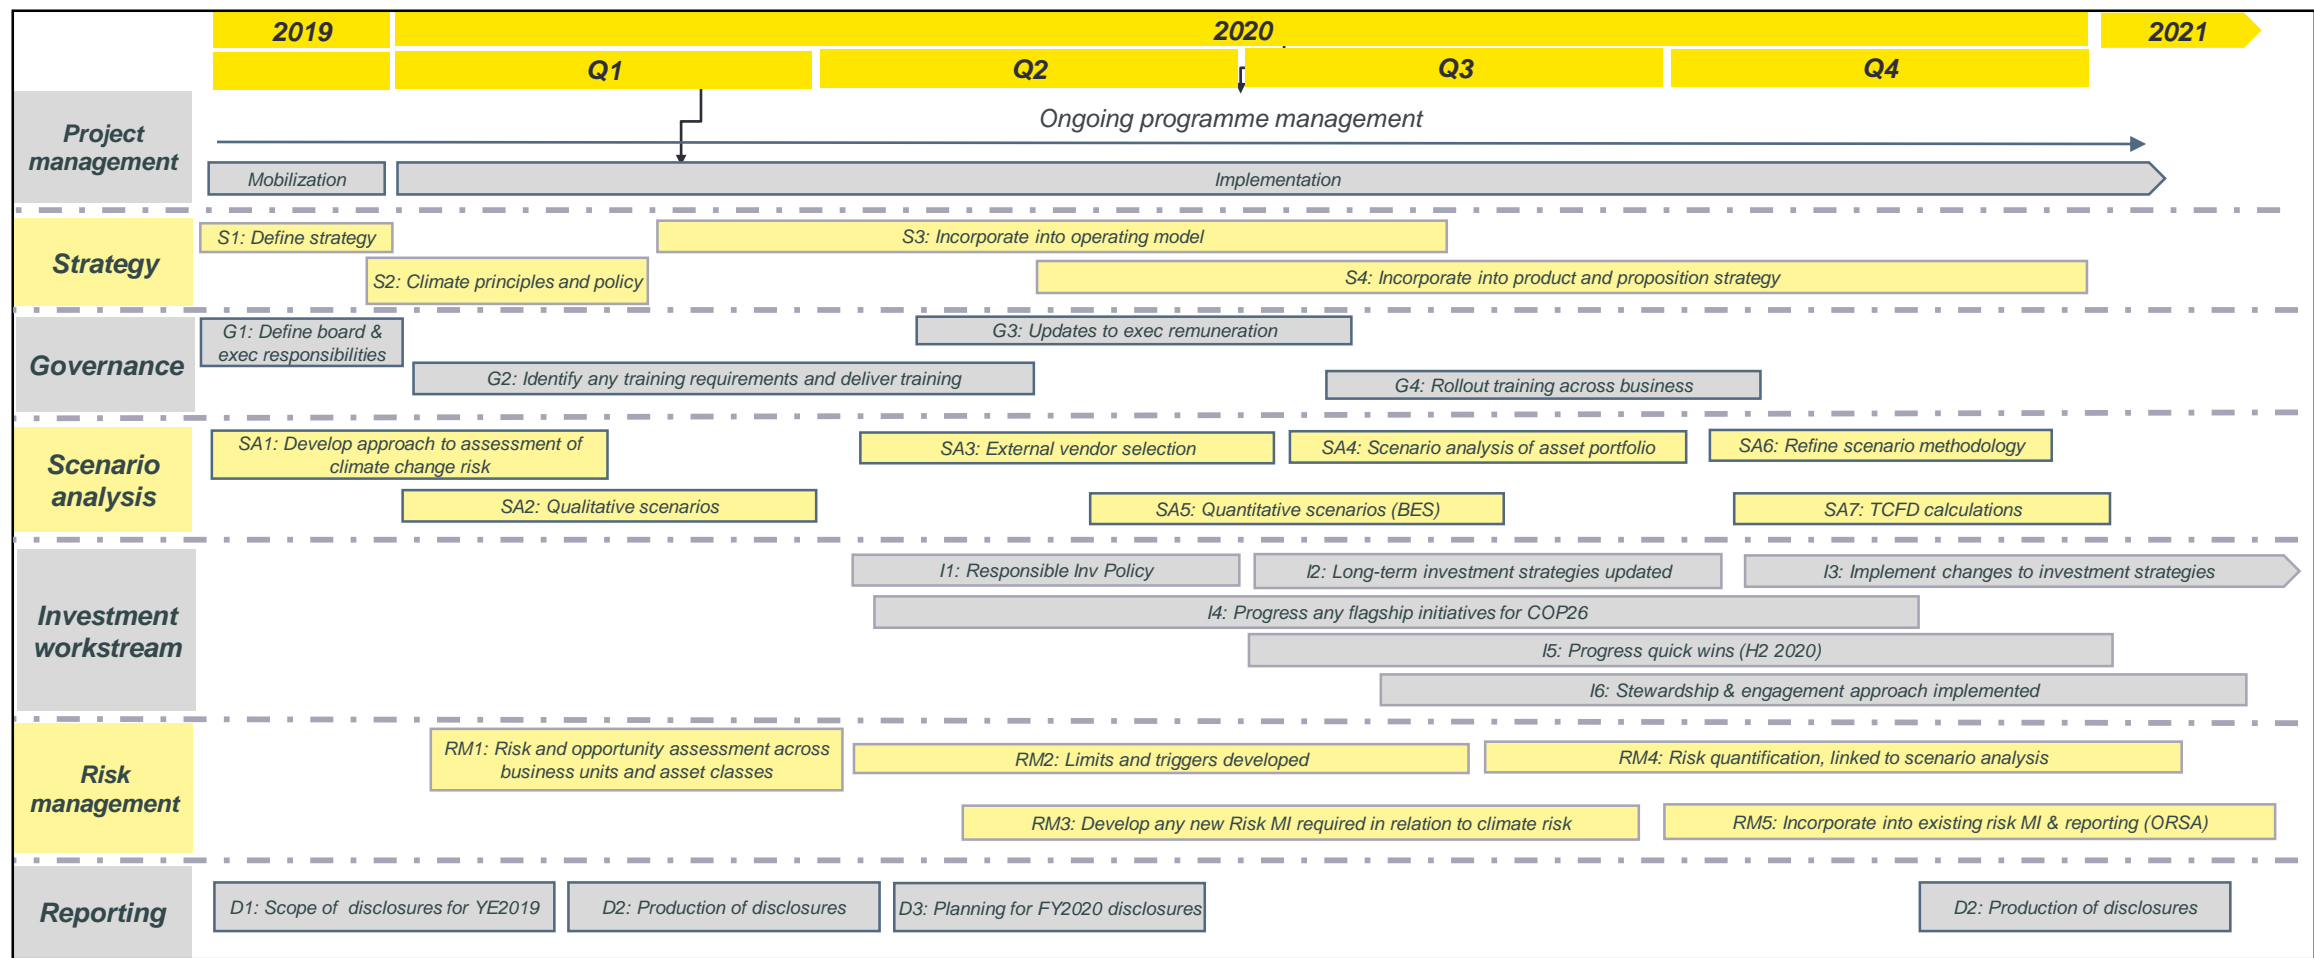 2019
2020
2021
Q1
Q2
Q3
Q4
Project
management
Ongoing programme management
Mobilization
Implementation
Strategy
S1: Define strategy
S3: Incorporate into operating model
S2: Climate principles and policy
S4: Incorporate into product and proposition strategy
Governance
G1: Define board &
exec responsibilities
G3: Updates to exec remuneration
G2: Identify any training requirements and deliver training
G4: Rollout training across business
Scenario
analysis
SA1: Develop approach to assessment of
climate change risk
SA3: External vendor selection
SA4: Scenario analysis of asset portfolio
SA6: Refine scenario methodology
SA2: Qualitative scenarios
SA5: Quantitative scenarios (BES)
SA7: TCFD calculations
Investment
workstream
I1: Responsible Inv Policy
I2: Long-term investment strategies updated
I3: Implement changes to investment strategies
I4: Progress any flagship initiatives for COP26
I5: Progress quick wins (H2 2020)
I6: Stewardship & engagement approach implemented
Risk
management
RM1: Risk and opportunity assessment across
business units and asset classes
RM2: Limits and triggers developed
RM4: Risk quantification, linked to scenario analysis
RM3: Develop any new Risk MI required in relation to climate risk
RM5: Incorporate into existing risk MI & reporting (ORSA)
Reporting
D1: Scope of  disclosures for YE2019
D2: Production of disclosures
D3: Planning for FY2020 disclosures
D2: Production of disclosures